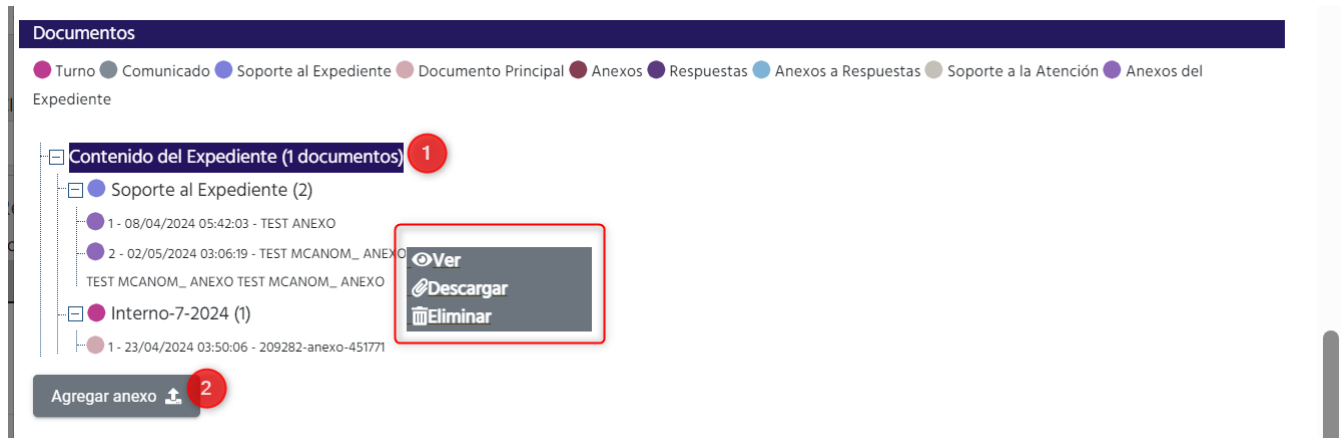 Documentos
Turno Comunicado Soporte al Expediente Documento Principal Anexos Respuestas Anexos a Respuestas Soporte a la Atención Anexos del
Expediente
Contenido del Expediente (1 documentos) 1
Soporte al Expediente (2)
1 - 08/04/2024 05:42:03 - TEST ANEXO
2 - 02/05/2024 03:06:19 - TEST MCANOM_ ANEXO
Ver
TEST MCANOM_ ANEXO TEST MCANOM_ ANEXO
Descargar
Interno-7-2024 (1)
Eliminar
1 - 23/04/2024 03:50:06 - 209282-anexo-451771
Agregar anexo 2